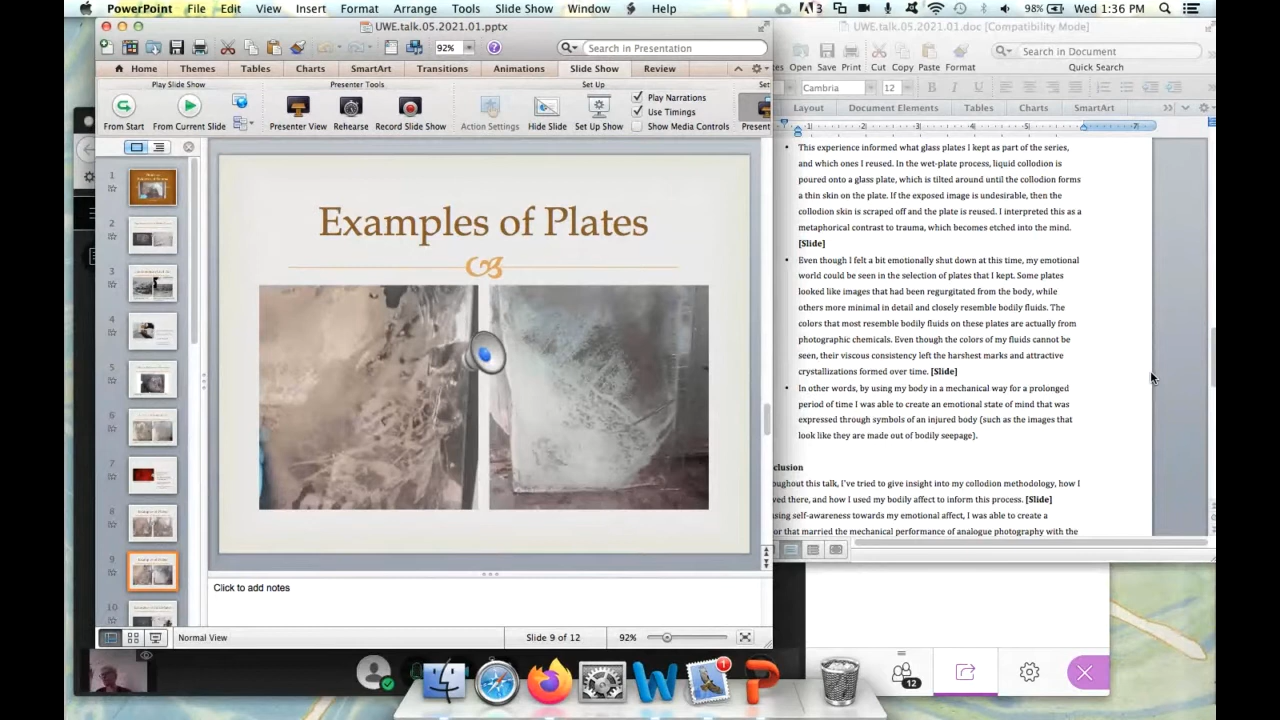 PowerPoint File Edit View Insert Format Arrange Tools Slide Show Window Help
3
98%
Wed 1:36 PM
UWE.talk.05.2021.01.pptx
92%
Search in Presentation
Home Themes Tables Charts SmartArt Transitions Animations Slide Show Review
Play Slide Show
Presenter Tools
Set Up
Set
From Start
From Current Slide
Presenter View
Rehearse
Record Slide Show
Action Settings
Hide Slide
Set Up Show
Play Narrations
Use Timings
Show Media Controls
Present
1
2
3
4
5
6
7
8
9
10
Examples of Plates
Click to add notes
Normal View
Slide 9 of 12
92%
UWE.talk.05.2021.01.doc [Compatibility Mode]
Open Save Print Cut Copy Paste Format
Search in Document
Quick Search
Cambria
12
B I U
Layout Document Elements Tables Charts SmartArt
• This experience informed what glass plates I kept as part of the series,
and which ones I reused. In the wet-plate process, liquid collodion is
poured onto a glass plate, which is tilted around until the collodion forms
a thin skin on the plate. If the exposed image is undesirable, then the
collodion skin is scraped off and the plate is reused. I interpreted this as a
metaphorical contrast to trauma, which becomes etched into the mind.
[Slide]
• Even though I felt a bit emotionally shut down at this time, my emotional
world could be seen in the selection of plates that I kept. Some plates
looked like images that had been regurgitated from the body, while
others more minimal in detail and closely resemble bodily fluids. The
colors that most resemble bodily fluids on these plates are actually from
photographic chemicals. Even though the colors of my fluids cannot be
seen, their viscous consistency left the harshest marks and attractive
crystallizations formed over time. [Slide]
• In other words, by using my body in a mechanical way for a prolonged
period of time I was able to create an emotional state of mind that was
expressed through symbols of an injured body (such as the images that
look like they are made out of bodily seepage).
clusion
oughout this talk, I've tried to give insight into my collodion methodology, how I
ved there, and how I used my bodily affect to inform this process. [Slide]
sing self-awareness towards my emotional affect, I was able to create a
or that married the mechanical performance of analogue photography with the
1
12